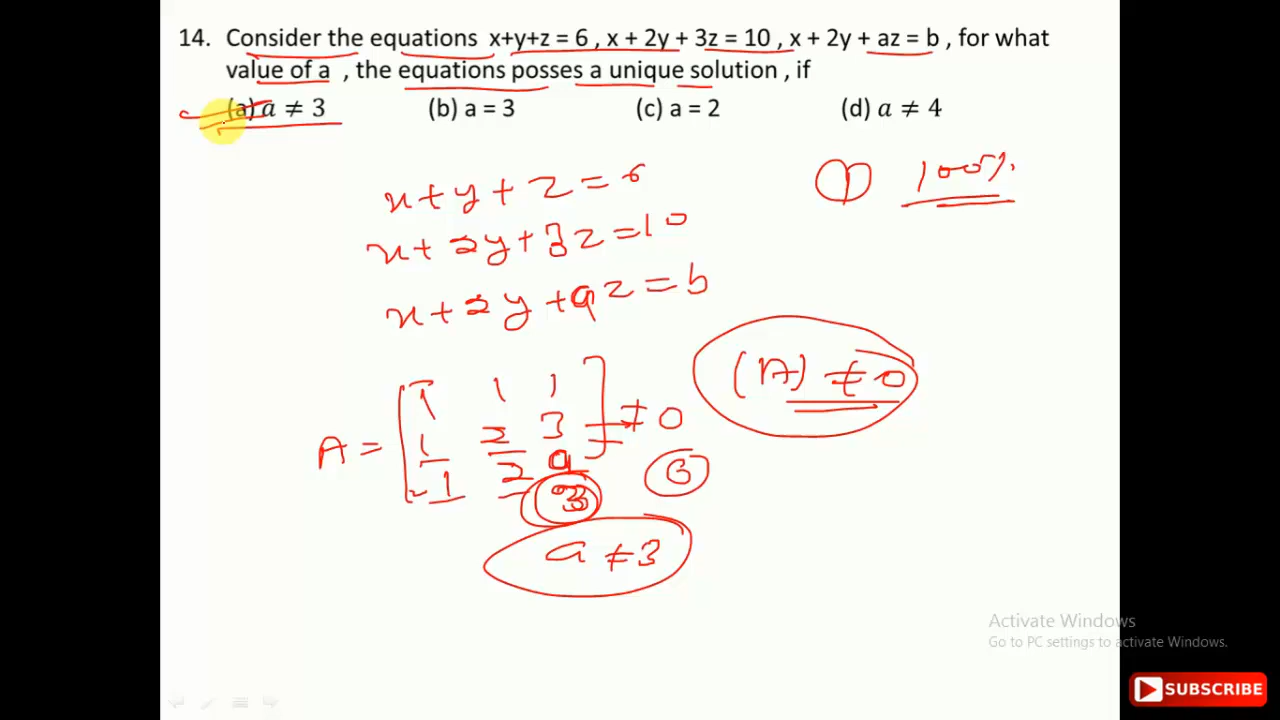 14. Consider the equations x+y+z = 6 , x + 2y + 3z = 10 , x + 2y + az = b , for what
value of a , the equations posses a unique solution , if
(a) a ≠ 3 (b) a = 3 (c) a = 2 (d) a ≠ 4
x+y+z=6
① 100%
x+2y+3z=10
x+2y+az=b
(A) ≠0
A = [1 1 1
1 2 3
1 2 a] ≠ 0
3
3
a ≠3
Activate Windows
Go to PC settings to activate Windows.
SUBSCRIBE